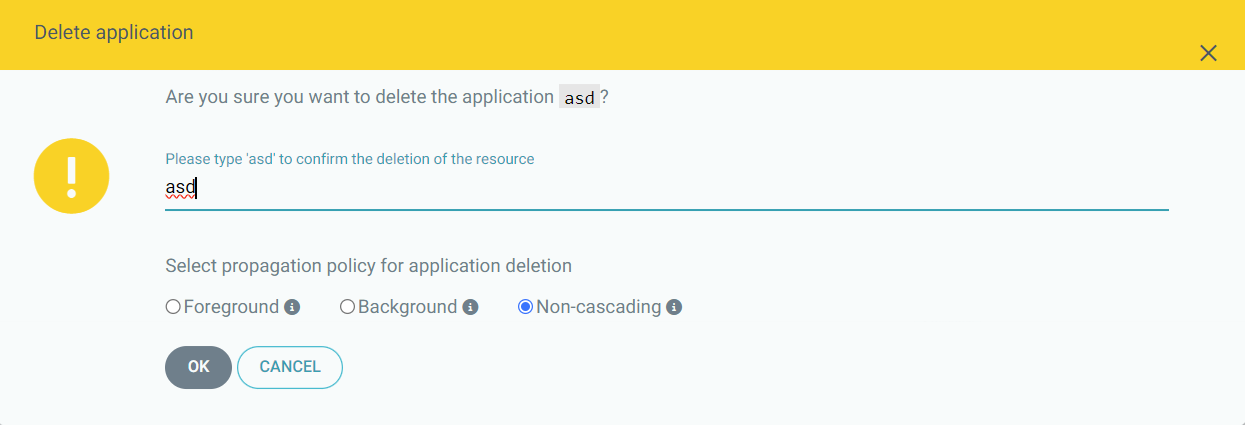 Delete application
Are you sure you want to delete the application asd?
Please type 'asd' to confirm the deletion of the resource
asd
Select propagation policy for application deletion
Foreground Background Non-cascading
OK CANCEL